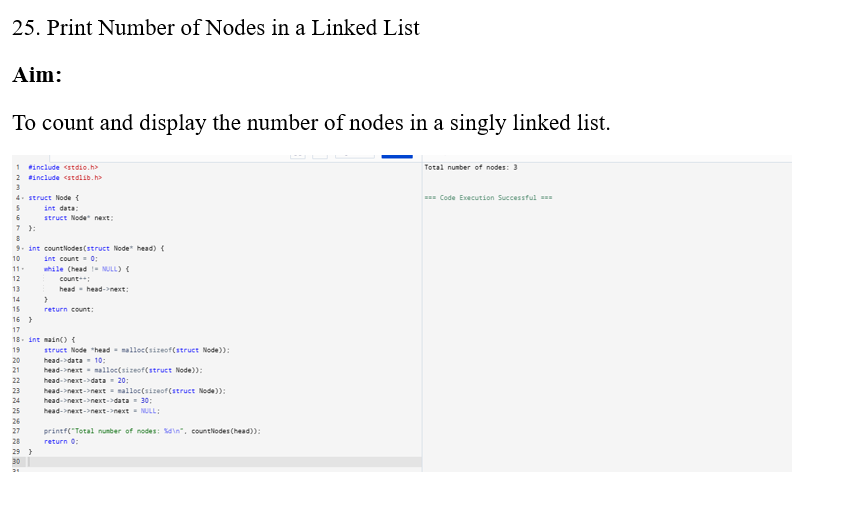 25. Print Number of Nodes in a Linked List
Aim:
To count and display the number of nodes in a singly linked list.
1 #include <stdio.h>
2 #include <stdlib.h>
3
4- struct Node {
5 int data;
6 struct Node* next;
7 };
8
9- int countNodes(struct Node* head) {
10 int count = 0;
11- while (head != NULL) {
12 count++;
13 head = head->next;
14 }
15 return count;
16 }
17
18- int main() {
19 struct Node *head = malloc(sizeof(struct Node));
20 head->data = 10;
21 head->next = malloc(sizeof(struct Node));
22 head->next->data = 20;
23 head->next->next = malloc(sizeof(struct Node));
24 head->next->next->data = 30;
25 head->next->next->next = NULL;
26
27 printf("Total number of nodes: %d\n", countNodes(head));
28 return 0;
29 }
30
Total number of nodes: 3
=== Code Execution Successful ===